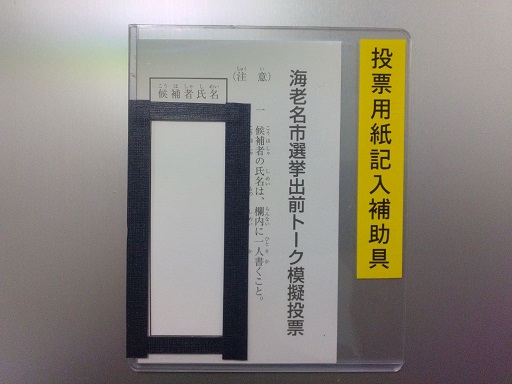 投票用紙記入補助具
海老名市選挙出前トーク模擬投票
(注意)
一 候補者の氏名は、欄内に一人書くこと。
候補者氏名